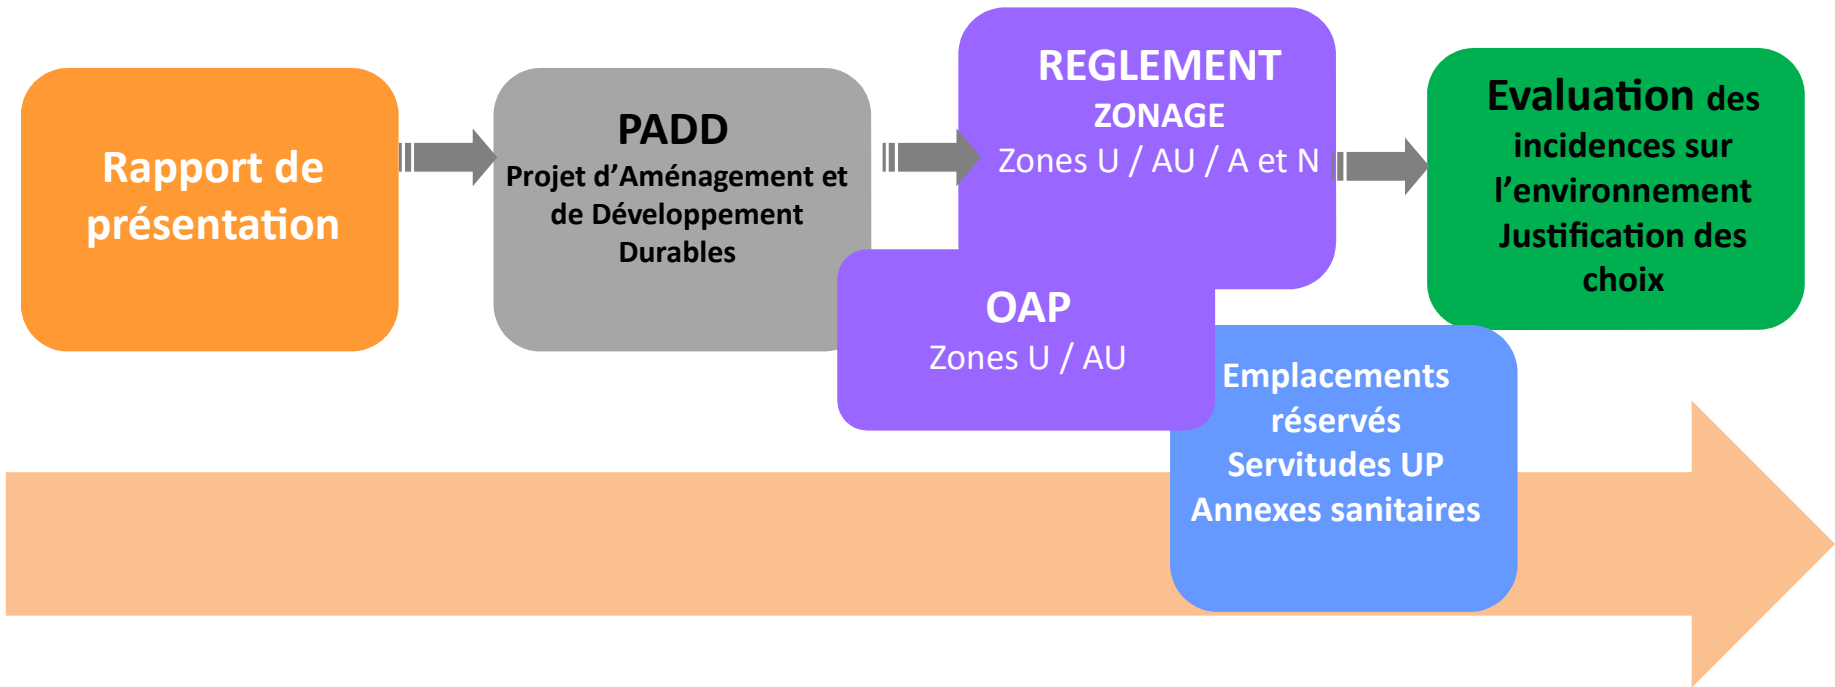 Rapport de
présentation
PADD
Projet d’Aménagement et
de Développement
Durables
REGLEMENT
ZONAGE
Zones U / AU / A et N
OAP
Zones U / AU
Emplacements
réservés
Servitudes UP
Annexes sanitaires
Evaluation des
incidences sur
l’environnement
Justification des
choix